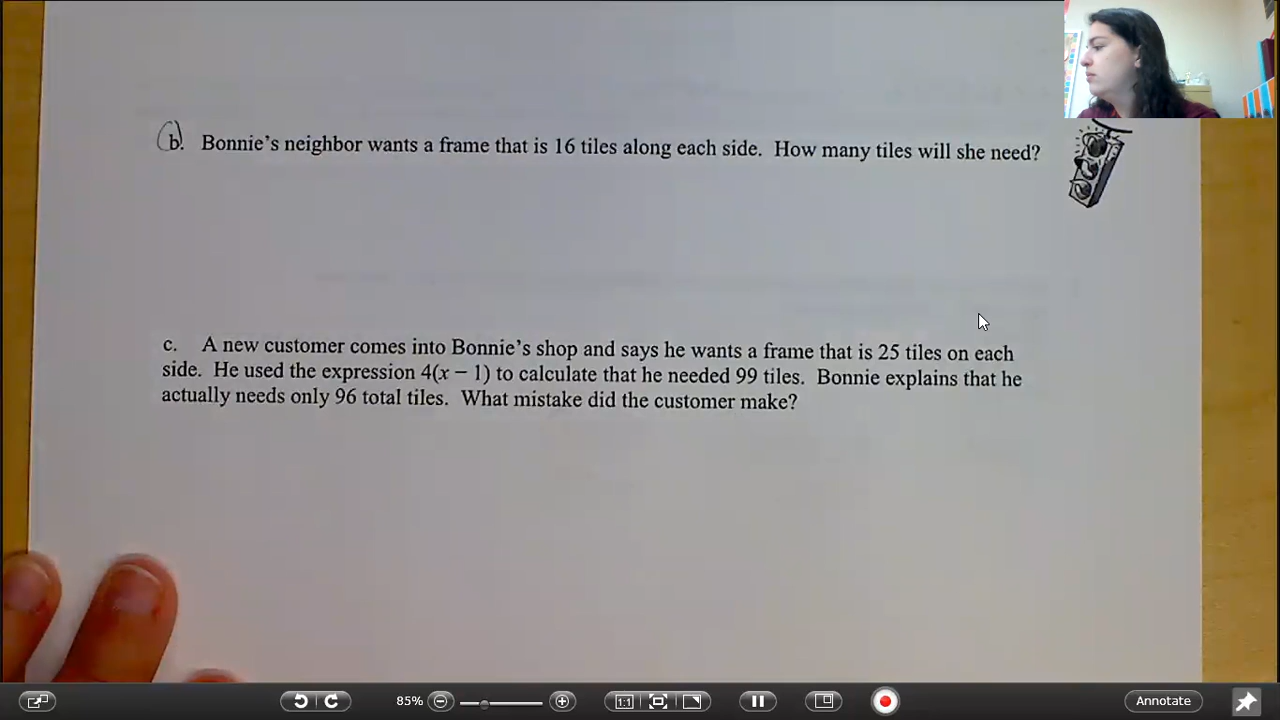 b. Bonnie's neighbor wants a frame that is 16 tiles along each side. How many tiles will she need?
c. A new customer comes into Bonnie's shop and says he wants a frame that is 25 tiles on each
side. He used the expression 4(x − 1) to calculate that he needed 99 tiles. Bonnie explains that he
actually needs only 96 total tiles. What mistake did the customer make?
85%
1:1
Annotate